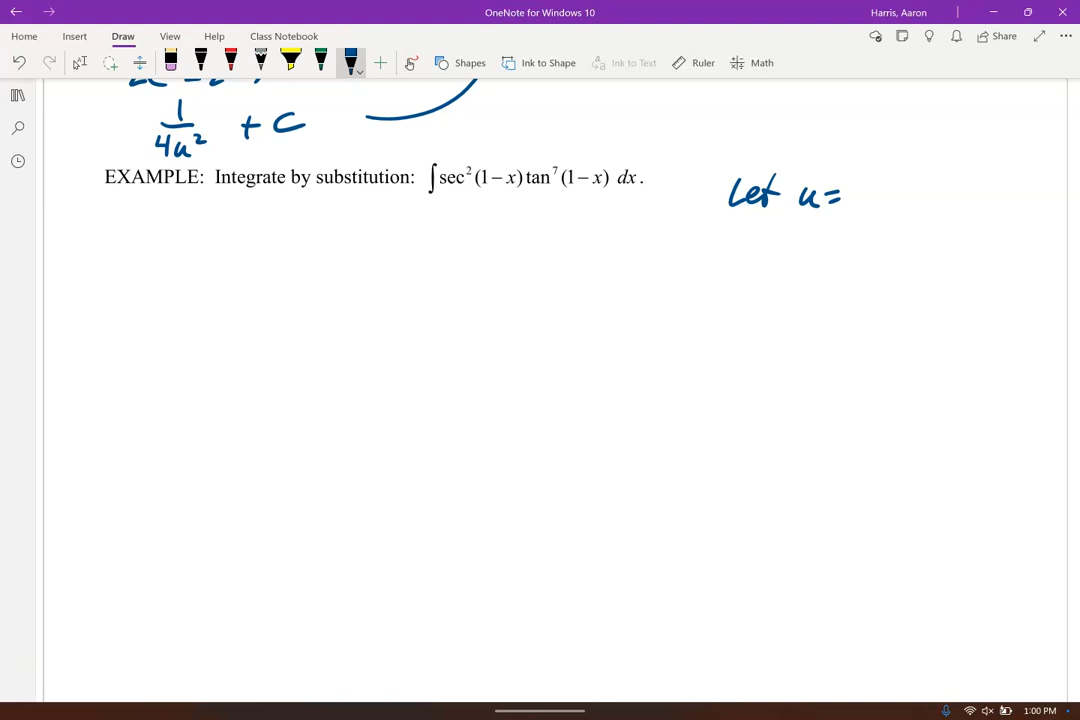 OneNote for Windows 10
Harris, Aaron
Home Insert Draw View Help Class Notebook
Share
Shapes Ink to Shape Ink to Text Ruler Math
1/4u² + C
EXAMPLE: Integrate by substitution: ∫sec²(1−x)tan⁷(1−x) dx.
Let u=
1:00 PM